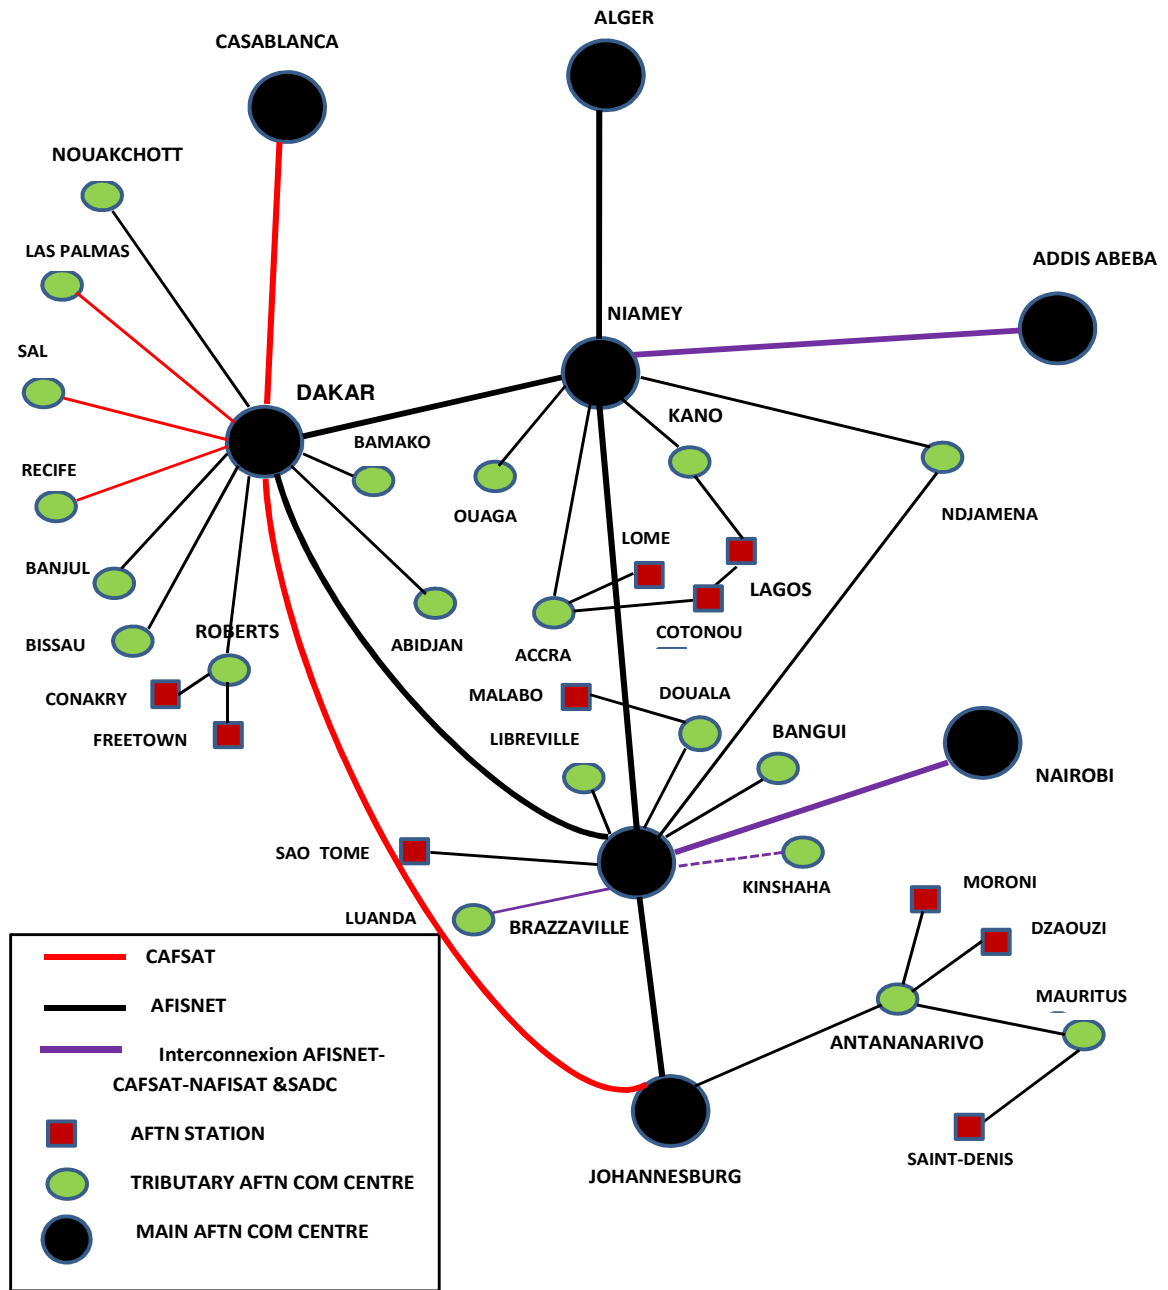 ALGER
CASABLANCA
NOUAKCHOTT
LAS PALMAS
ADDIS ABEBA
NIAMEY
SAL
DAKAR
KANO
BAMAKO
RECIFE
OUAGA
NDJAMENA
LOME
BANJUL
LAGOS
ROBERTS
COTONOU
BISSAU
ABIDJAN
ACCRA
CONAKRY
MALABO
DOUALA
FREETOWN
LIBREVILLE
BANGUI
NAIROBI
SAO TOME
KINSHAHA
MORONI
LUANDA
BRAZZAVILLE
DZAOUZI
MAURITUS
ANTANANARIVO
SAINT-DENIS
JOHANNESBURG
CAFSAT
AFISNET
Interconnexion AFISNET-
CAFSAT-NAFISAT &SADC
AFTN STATION
TRIBUTARY AFTN COM CENTRE
MAIN AFTN COM CENTRE